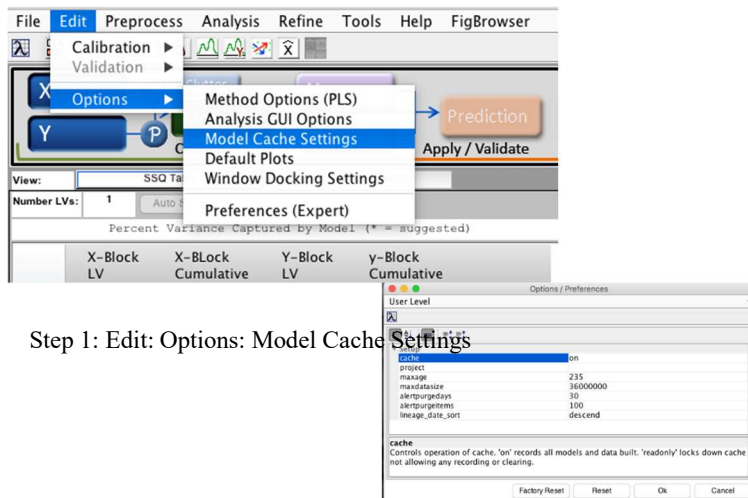 File Edit Preprocess Analysis Refine Tools Help FigBrowser
Calibration
Validation
Options
Method Options (PLS)
Analysis GUI Options
Model Cache Settings
Default Plots
Window Docking Settings
Preferences (Expert)
X
Y
P
Prediction
Apply / Validate
View:
SSQ
Number LVs: 1 Auto
Percent Variance Captured by Model (* = suggested)
X-Block X-BLock Y-Block y-Block
LV Cumulative LV Cumulative
Step 1: Edit: Options: Model Cache Settings
Options / Preferences
User Level
cache on
project
maxage 235
maxdatasize 36000000
alertpurgedays 30
alertpurgeitems 100
lineage_date_sort descend
cache
Controls operation of cache. 'on' records all models and data built. 'readonly' locks down cache
not allowing any recording or clearing.
Factory Reset Reset Ok Cancel